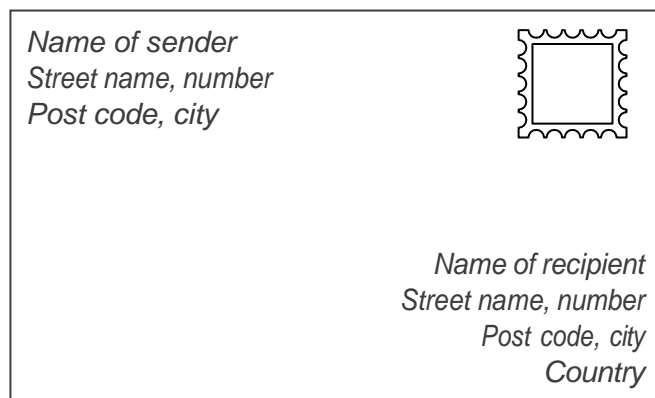 Name of sender
Street name, number
Post code, city
Name of recipient
Street name, number
Post code, city
Country